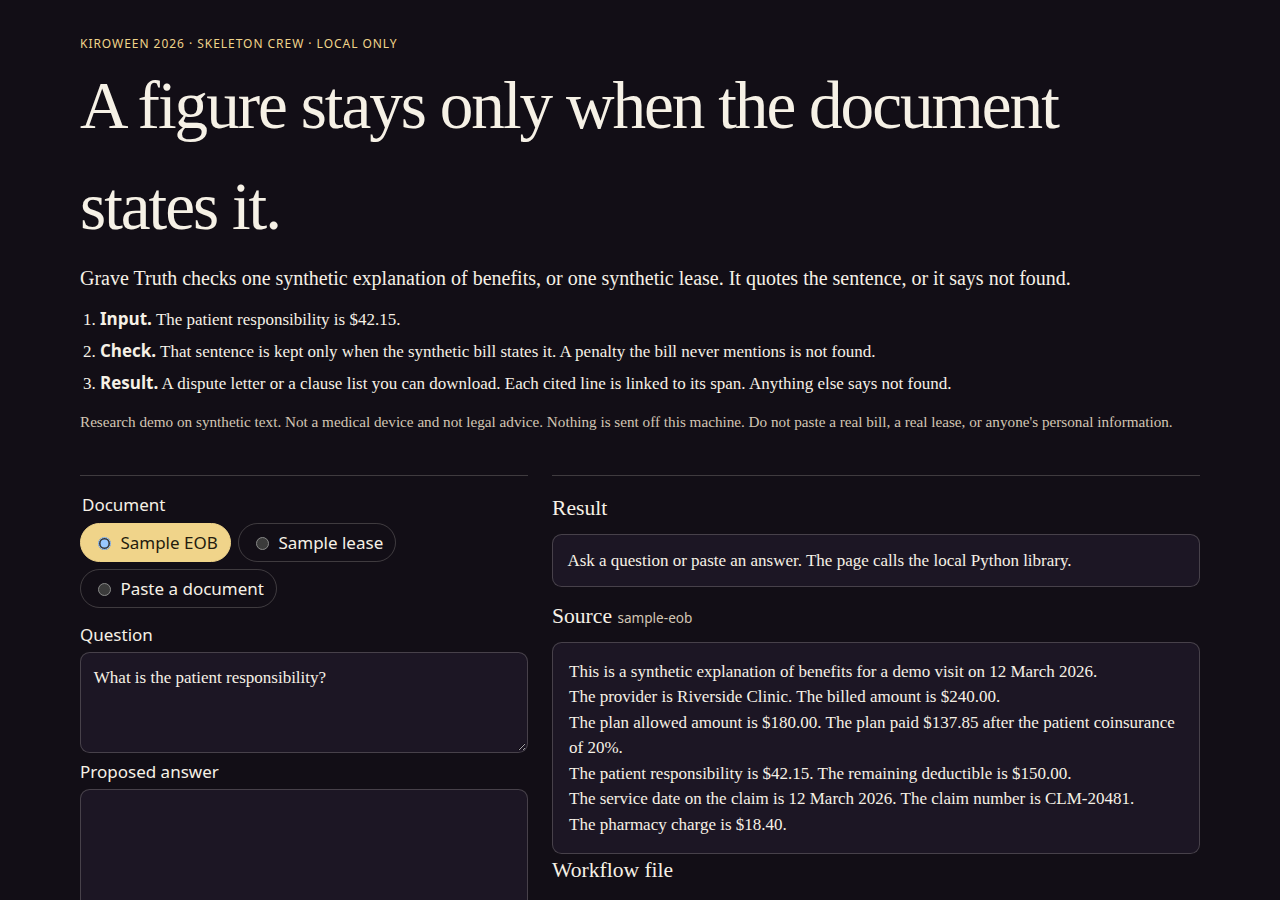 KIROWEEN 2026 · SKELETON CREW · LOCAL ONLY
A figure stays only when the document
states it.
Grave Truth checks one synthetic explanation of benefits, or one synthetic lease. It quotes the sentence, or it says not found.
1. Input. The patient responsibility is $42.15.
2. Check. That sentence is kept only when the synthetic bill states it. A penalty the bill never mentions is not found.
3. Result. A dispute letter or a clause list you can download. Each cited line is linked to its span. Anything else says not found.
Research demo on synthetic text. Not a medical device and not legal advice. Nothing is sent off this machine. Do not paste a real bill, a real lease, or anyone's personal information.
Document
Sample EOB
Sample lease
Paste a document
Question
What is the patient responsibility?
Proposed answer
Result
Ask a question or paste an answer. The page calls the local Python library.
Source sample-eob
This is a synthetic explanation of benefits for a demo visit on 12 March 2026.
The provider is Riverside Clinic. The billed amount is $240.00.
The plan allowed amount is $180.00. The plan paid $137.85 after the patient coinsurance
of 20%.
The patient responsibility is $42.15. The remaining deductible is $150.00.
The service date on the claim is 12 March 2026. The claim number is CLM-20481.
The pharmacy charge is $18.40.
Workflow file